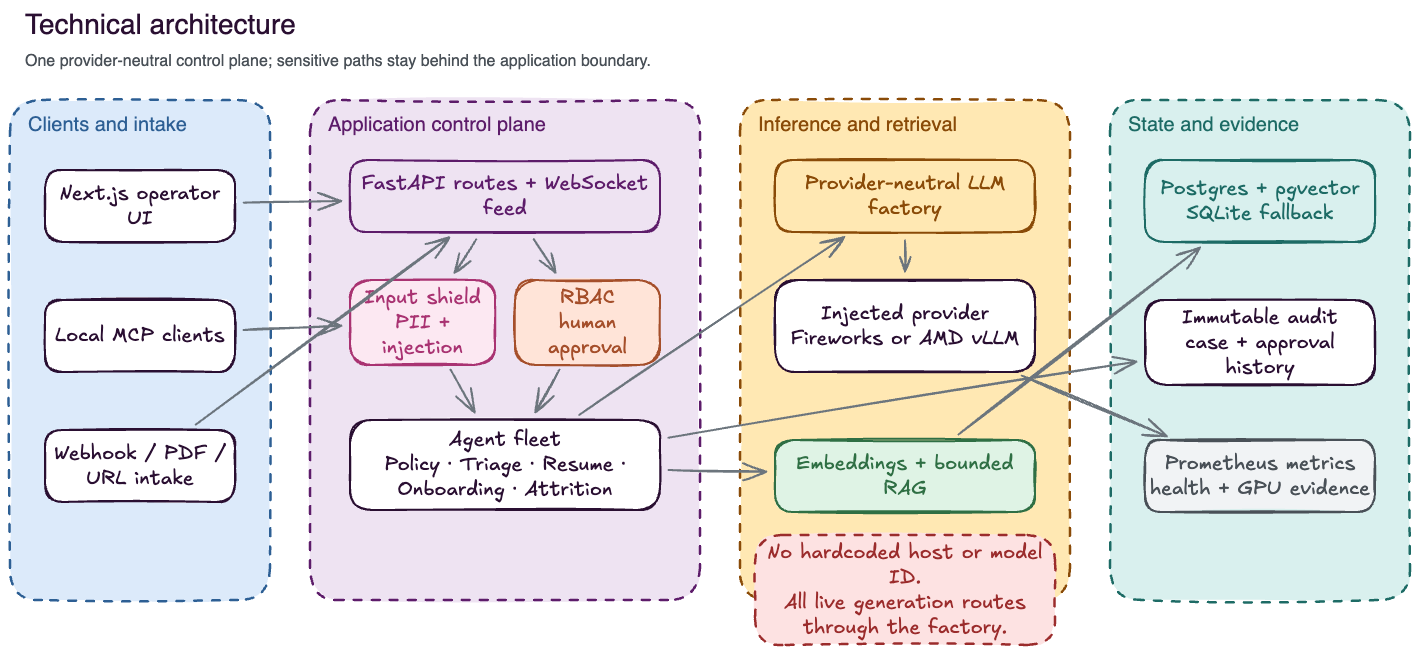 Technical architecture
One provider-neutral control plane; sensitive paths stay behind the application boundary.
Clients and intake
Next.js operator
UI
Local MCP clients
Webhook / PDF /
URL intake
Application control plane
FastAPI routes + WebSocket
feed
Input shield
PII +
injection
RBAC
human
approval
Agent fleet
Policy · Triage · Resume ·
Onboarding · Attrition
Inference and retrieval
Provider-neutral LLM
factory
Injected provider
Fireworks or AMD vLLM
Embeddings + bounded
RAG
No hardcoded host or model
ID.
All live generation routes
through the factory.
State and evidence
Postgres + pgvector
SQLite fallback
Immutable audit
case + approval
history
Prometheus metrics
health + GPU evidence